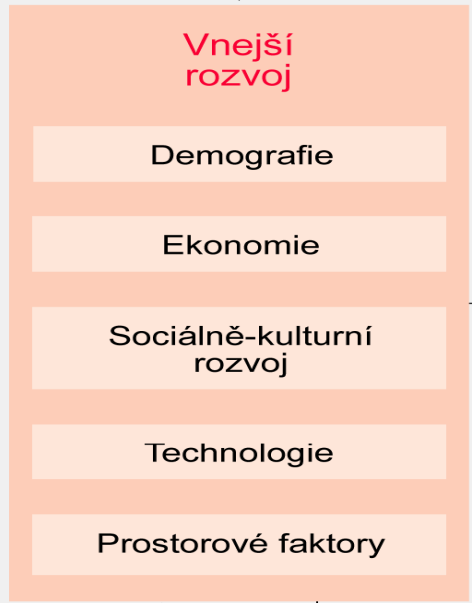 Vnejší
rozvoj
Demografie
Ekonomie
Sociálně-kulturní
rozvoj
Technologie
Prostorové faktory